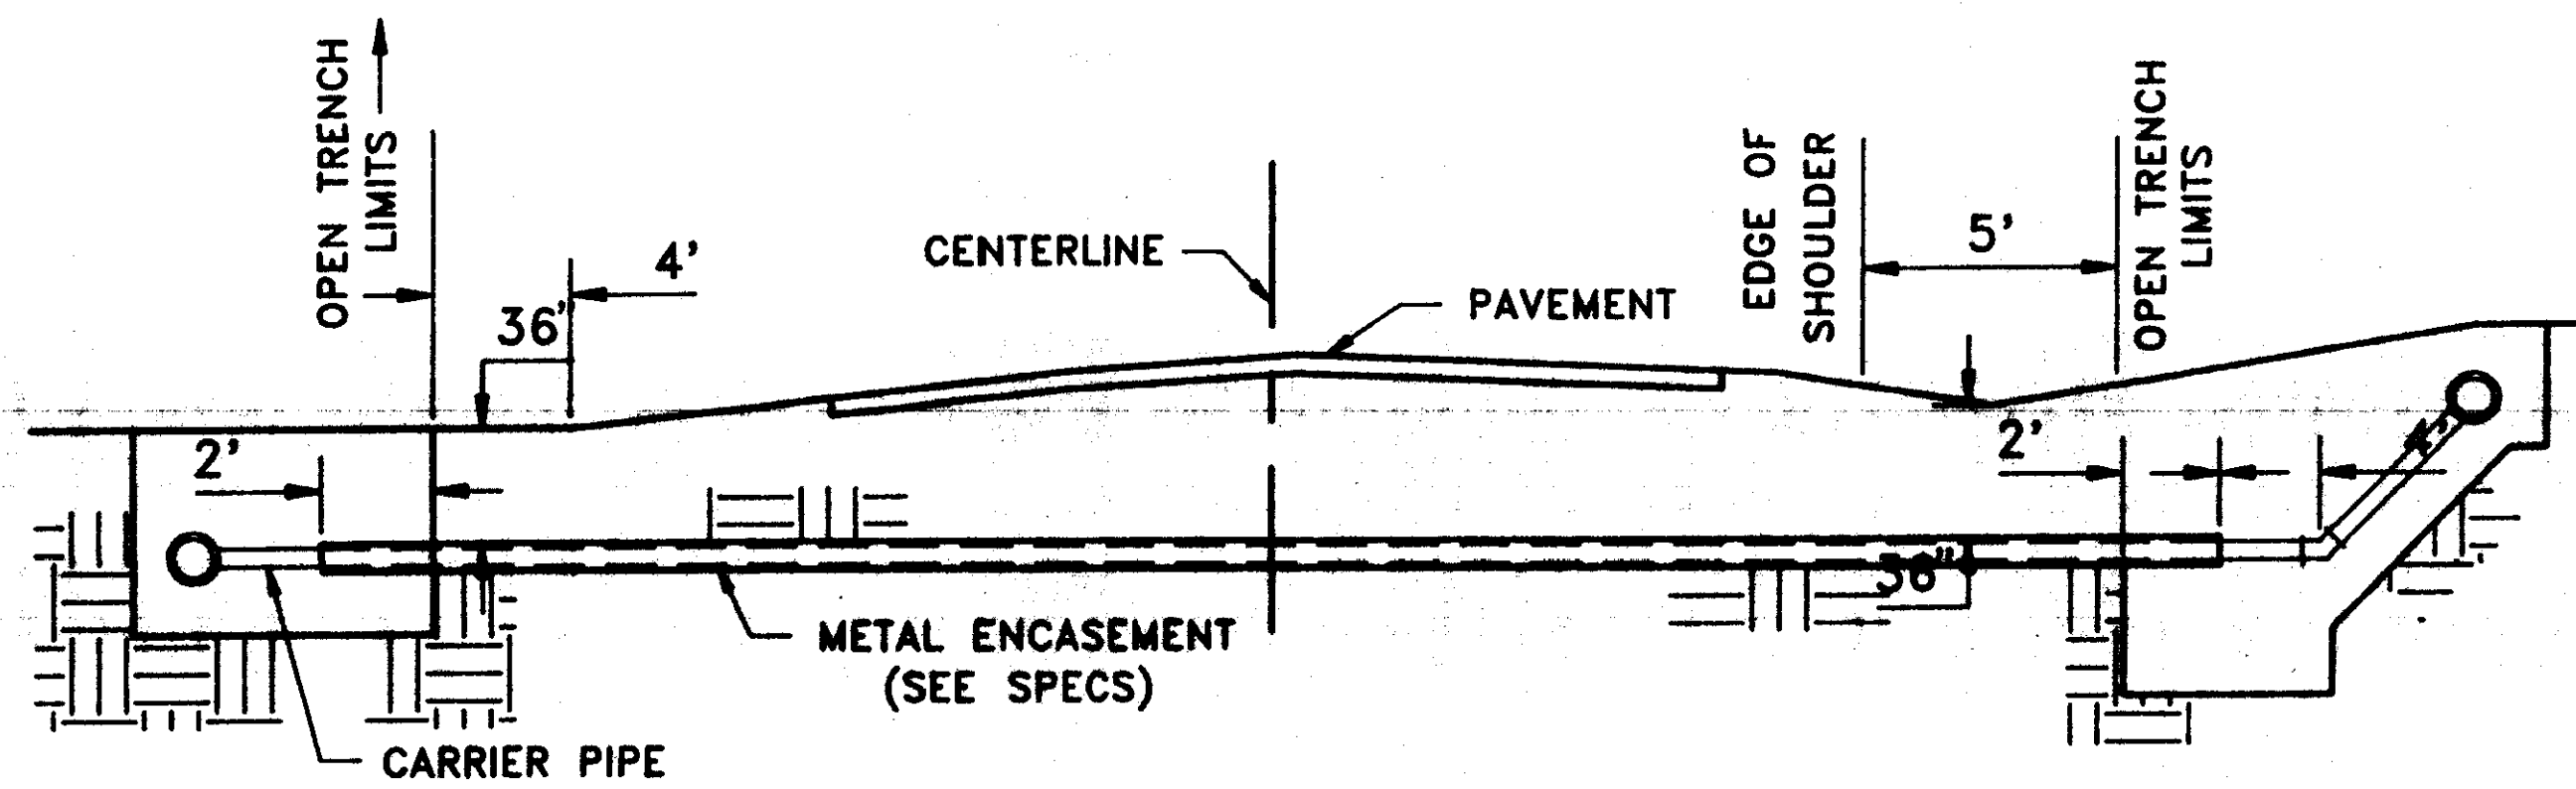 OPEN TRENCH
LIMITS
4'
36'
CENTERLINE
PAVEMENT
EDGE OF
SHOULDER
5'
OPEN TRENCH
LIMITS
2'
2'
4'
36"
METAL ENCASEMENT
(SEE SPECS)
CARRIER PIPE